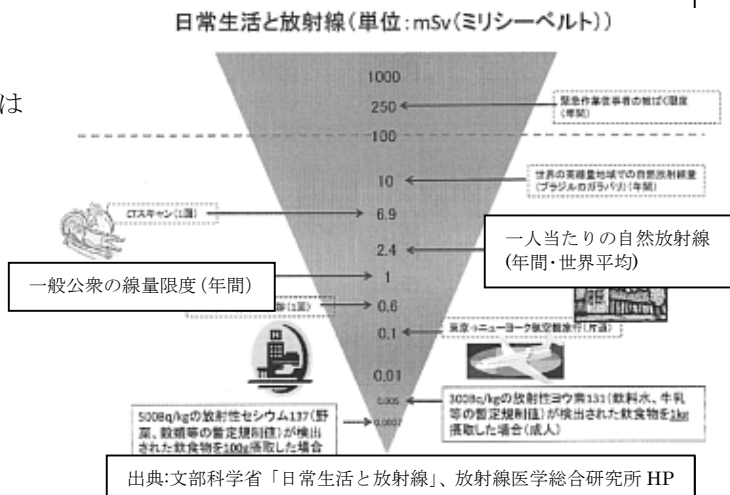 日常生活と放射線(単位:mSv(ミリシーベルト))
は
1000
250
緊急作業従事者の被ばく限度
(年間)
100
10
世界の高線量地域での自然放射線量
(ブラジルのガラパリ)(年間)
CTスキャン(1回)
6.9
2.4
一人当たりの自然放射線
(年間・世界平均)
1
一般公衆の線量限度(年間)
0.6
(1回)
0.1
東京⇔ニューヨーク航空機旅行(片道)
0.01
0.005
300Bq/kgの放射性ヨウ素131(飲料水、牛乳
等の暫定規制値)が検出された飲食物を1kg
摂取した場合(成人)
500Bq/kgの放射性セシウム137(野
菜、穀類等の暫定規制値)が検出
された飲食物を100g摂取した場合
0.0007
出典:文部科学省「日常生活と放射線」、放射線医学総合研究所 HP